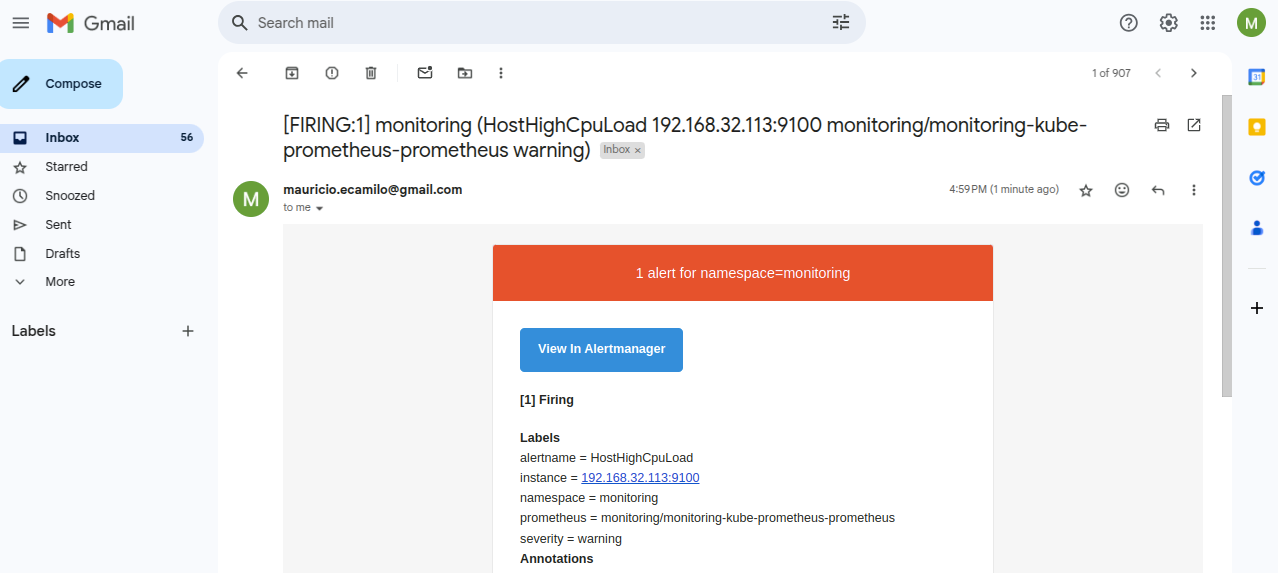 Gmail
Search mail
M
Compose
1 of 907
Inbox 56
Starred
Snoozed
Sent
Drafts
More
Labels
[FIRING:1] monitoring (HostHighCpuLoad 192.168.32.113:9100 monitoring/monitoring-kube-
prometheus-prometheus warning) Inbox ×
M
mauricio.ecamilo@gmail.com
4:59 PM (1 minute ago)
to me
1 alert for namespace=monitoring
View In Alertmanager
[1] Firing
Labels
alertname = HostHighCpuLoad
instance = 192.168.32.113:9100
namespace = monitoring
prometheus = monitoring/monitoring-kube-prometheus-prometheus
severity = warning
Annotations
31